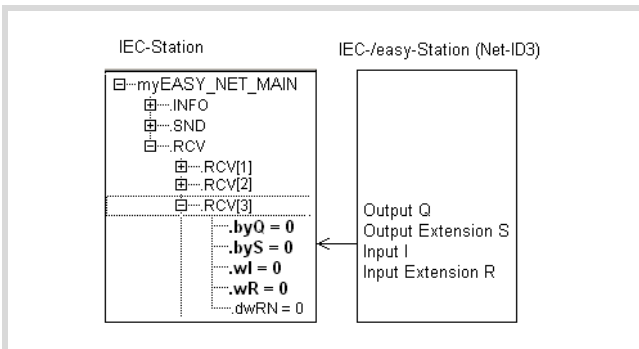 IEC-Station
IEC-/easy-Station (Net-ID3)
myEASY_NET_MAIN
.INFO
.SND
.RCV
.RCV[1]
.RCV[2]
.RCV[3]
.byQ = 0
.byS = 0
.wI = 0
.wR = 0
.dwRN = 0
Output Q
Output Extension S
Input I
Input Extension R